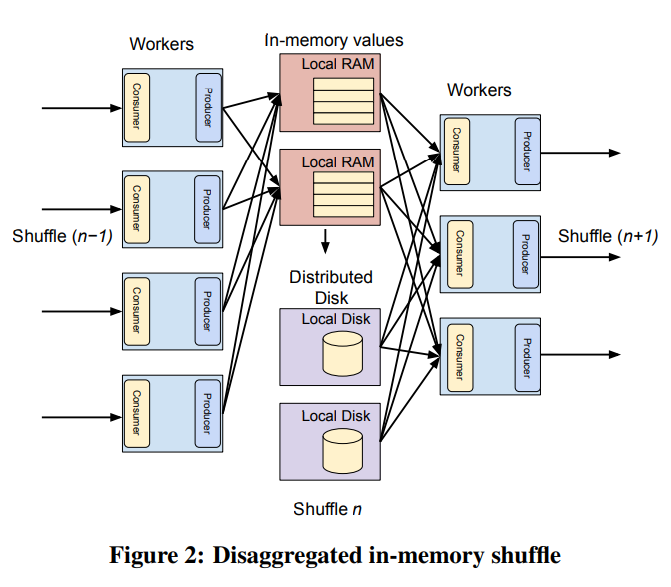 Workers
In-memory values
Local RAM
Workers
Consumer
Producer
Local RAM
Consumer
Producer
Consumer
Producer
Shuffle (n−1)
Consumer
Producer
Shuffle (n+1)
Distributed
Disk
Consumer
Producer
Local Disk
Consumer
Producer
Consumer
Producer
Local Disk
Shuffle n
Figure 2: Disaggregated in-memory shuffle